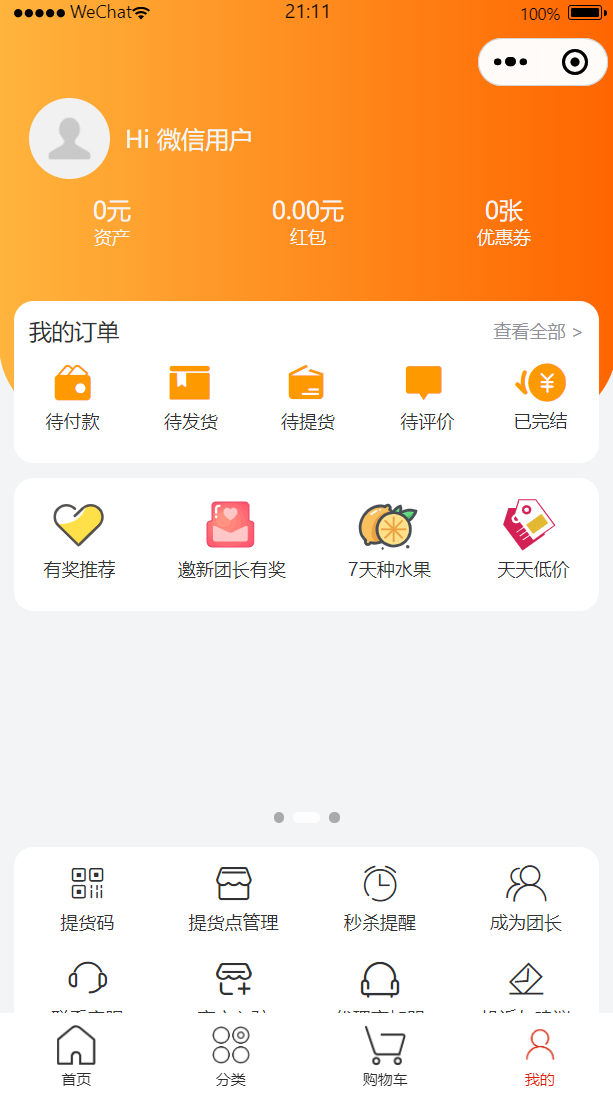 WeChat 21:11 100%
Hi 微信用户
0元 0.00元 0张
资产 红包 优惠券
我的订单 查看全部 >
待付款 待发货 待提货 待评价 已完结
有奖推荐 邀新团长有奖 7天种水果 天天低价
提货码 提货点管理 秒杀提醒 成为团长
首页 分类 购物车 我的